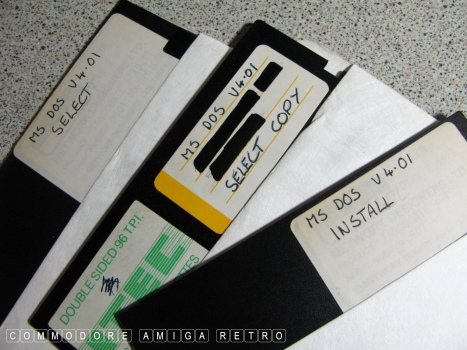 MS DOS V4.01
SELECT
MS DOS V4.01
SELECT COPY
DOUBLE SIDED 96 T.P.I.
MS DOS V4.01
INSTALL
COMMODORE AMIGA RETRO